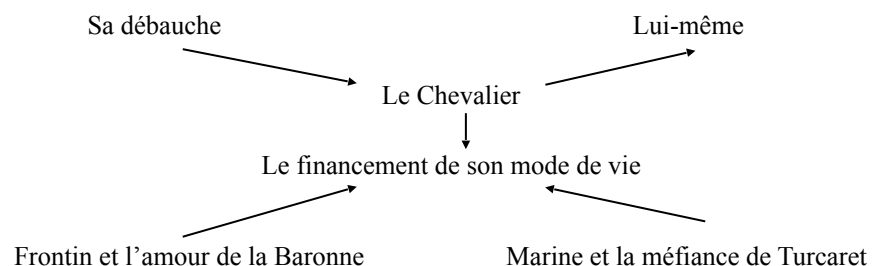 Sa débauche
Lui-même
Le Chevalier
Le financement de son mode de vie
Frontin et l’amour de la Baronne
Marine et la méfiance de Turcaret